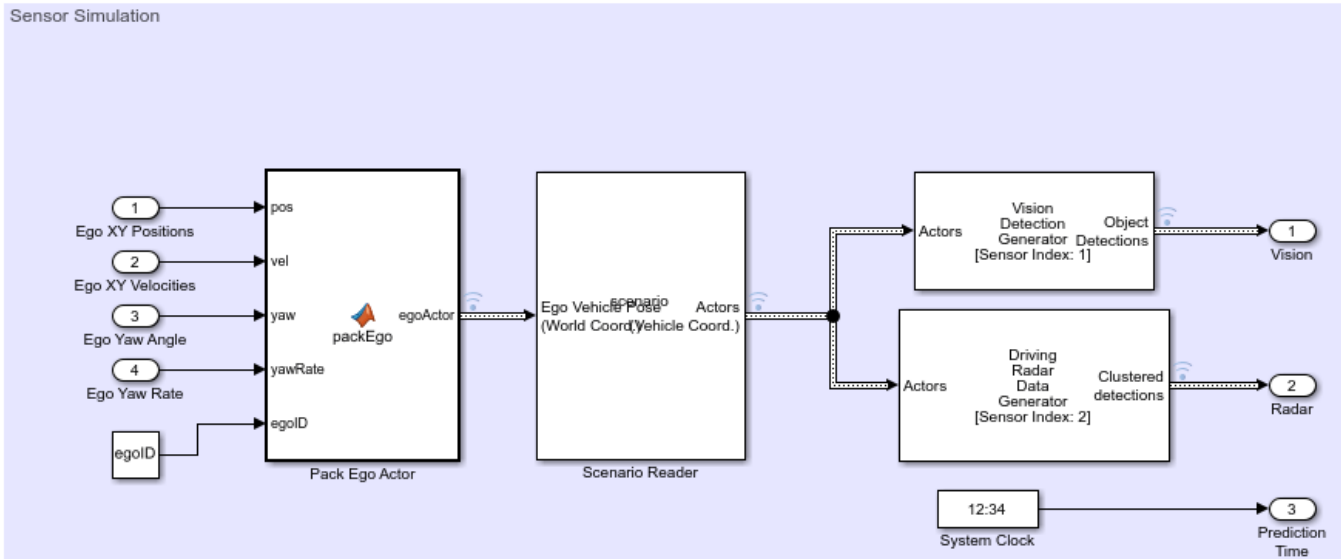 Sensor Simulation
1
Ego XY Positions
2
Ego XY Velocities
3
Ego Yaw Angle
4
Ego Yaw Rate
egoID
pos
vel
yaw
yawRate
egoID
packEgo
egoActor
Pack Ego Actor
Ego Vehicle Pose
(World Coord.)
scenario
Actors
(Vehicle Coord.)
Scenario Reader
Actors
Vision
Detection
Generator
[Sensor Index: 1]
Object
Detections
1
Vision
Actors
Driving
Radar
Data
Generator
[Sensor Index: 2]
Clustered
detections
2
Radar
12:34
System Clock
3
Prediction
Time